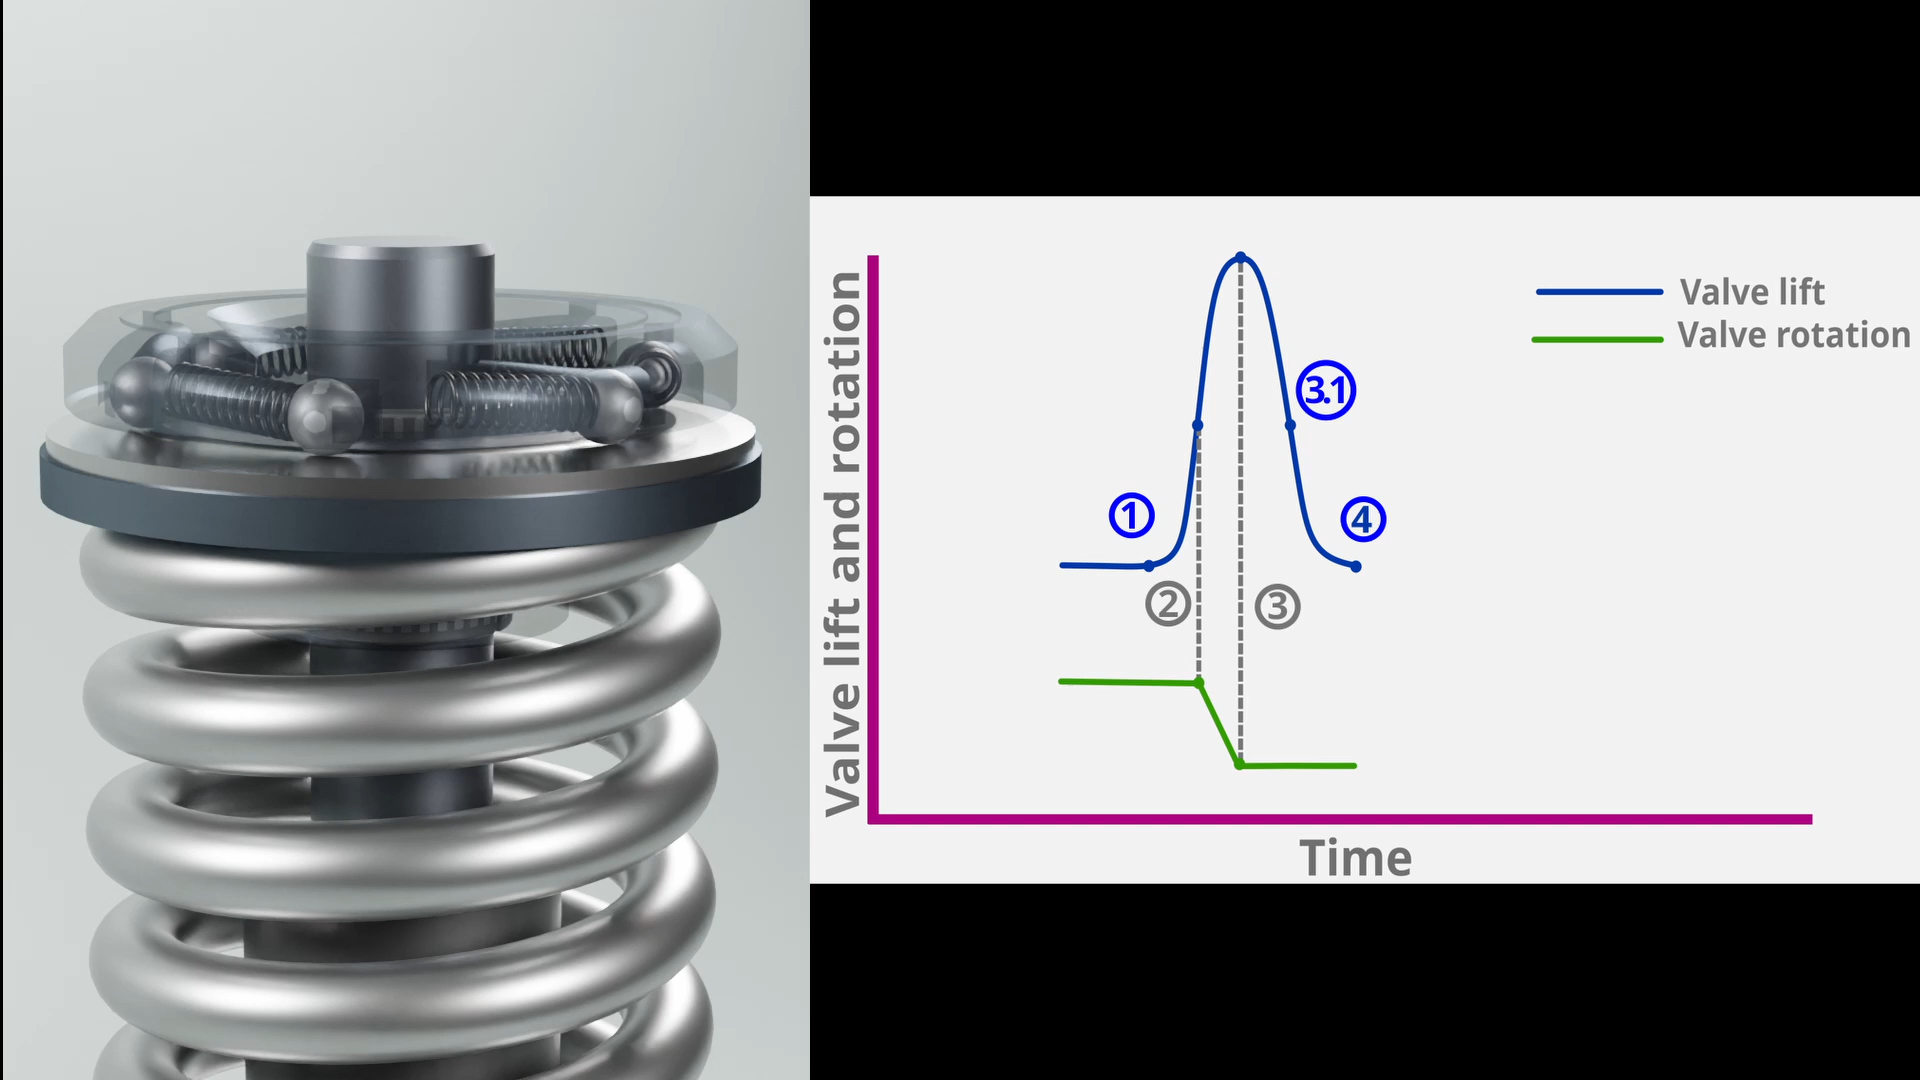 Valve lift and rotation
Valve lift
Valve rotation
3.1
1
4
2
3
Time